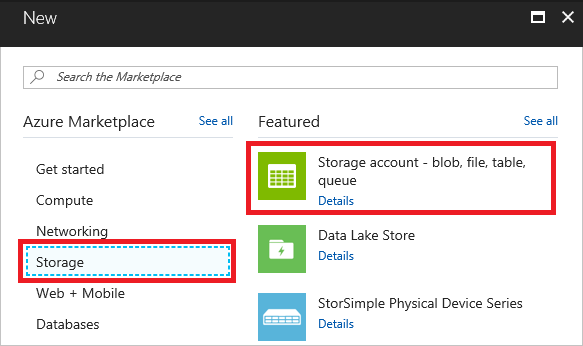 New
Search the Marketplace
Azure Marketplace
See all
Get started
Compute
Networking
Storage
Web + Mobile
Databases
Featured
See all
Storage account - blob, file, table,
queue
Details
Data Lake Store
Details
StorSimple Physical Device Series
Details